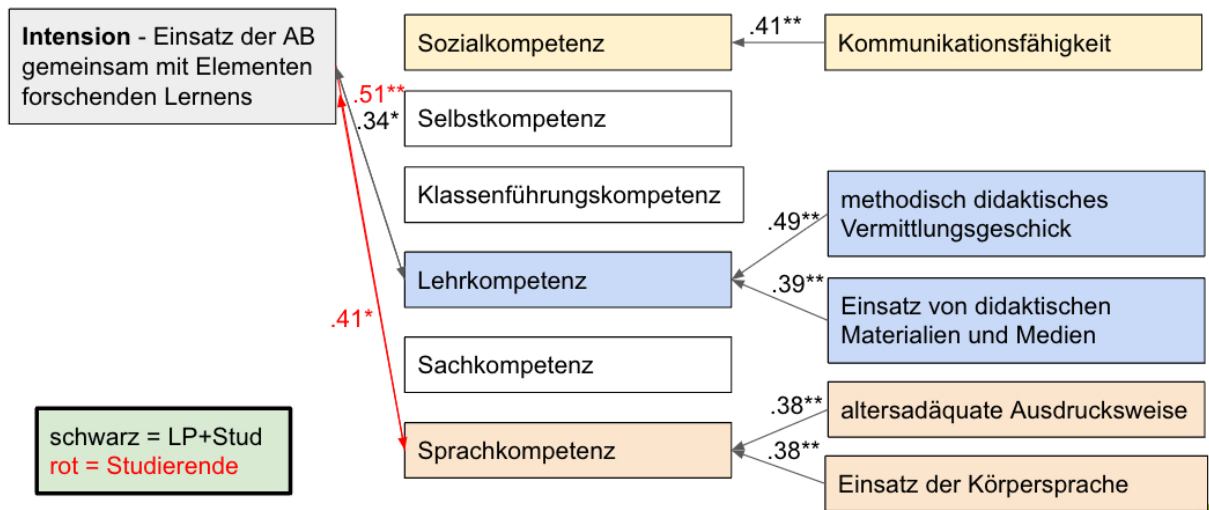 Intension - Einsatz der AB
gemeinsam mit Elementen
forschenden Lernens
Sozialkompetenz
.41**
Kommunikationsfähigkeit
.51**
.34*
Selbstkompetenz
Klassenführungskompetenz
.49**
methodisch didaktisches
Vermittlungsgeschick
Lehrkompetenz
.39**
Einsatz von didaktischen
Materialien und Medien
.41*
Sachkompetenz
.38**
altersadäquate Ausdrucksweise
Sprachkompetenz
.38**
Einsatz der Körpersprache
schwarz = LP+Stud
rot = Studierende